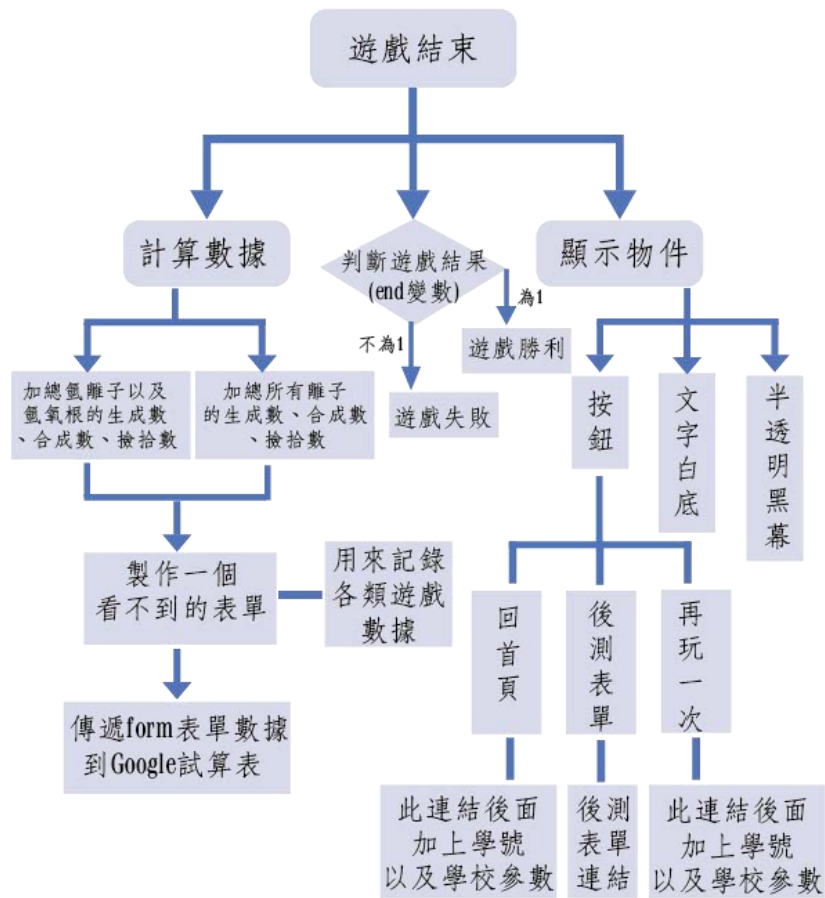 遊戲結束
計算數據
判斷遊戲結果
(end變數)
顯示物件
為1
不為1
遊戲勝利
遊戲失敗
加總氫離子以及
氫氧根的生成數
、合成數、撿拾數
加總所有離子
的生成數、合成數
、撿拾數
按鈕
文字白底
半透明黑幕
製作一個
看不到的表單
用來記錄
各類遊戲
數據
回首頁
後測表單
再玩一次
傳遞form表單數據
到Google試算表
此連結後面
加上學號
以及學校參數
後測
表單
連結
此連結後面
加上學號
以及學校參數